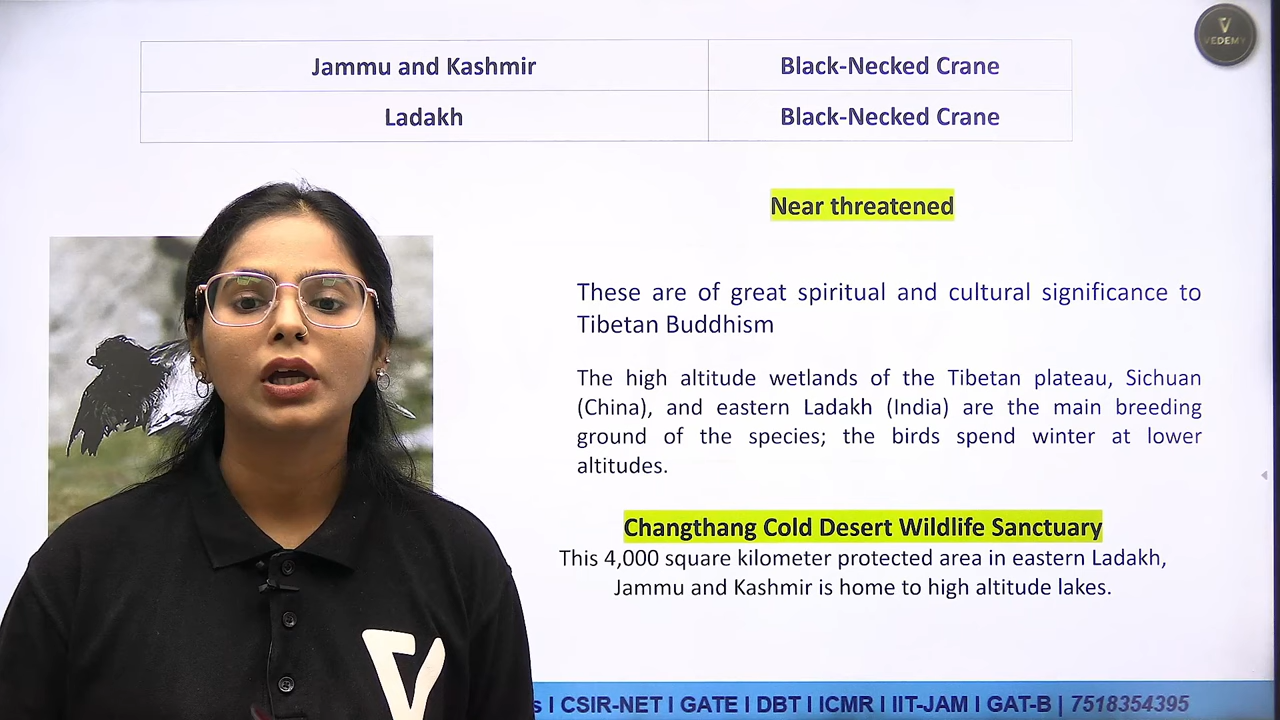 VEDEMY
Jammu and Kashmir Black-Necked Crane
Ladakh Black-Necked Crane
Near threatened
These are of great spiritual and cultural significance to
Tibetan Buddhism
The high altitude wetlands of the Tibetan plateau, Sichuan
(China), and eastern Ladakh (India) are the main breeding
ground of the species; the birds spend winter at lower
altitudes.
Changthang Cold Desert Wildlife Sanctuary
This 4,000 square kilometer protected area in eastern Ladakh,
Jammu and Kashmir is home to high altitude lakes.
s I CSIR-NET I GATE I DBT I ICMR I IIT-JAM I GAT-B | 7518354395